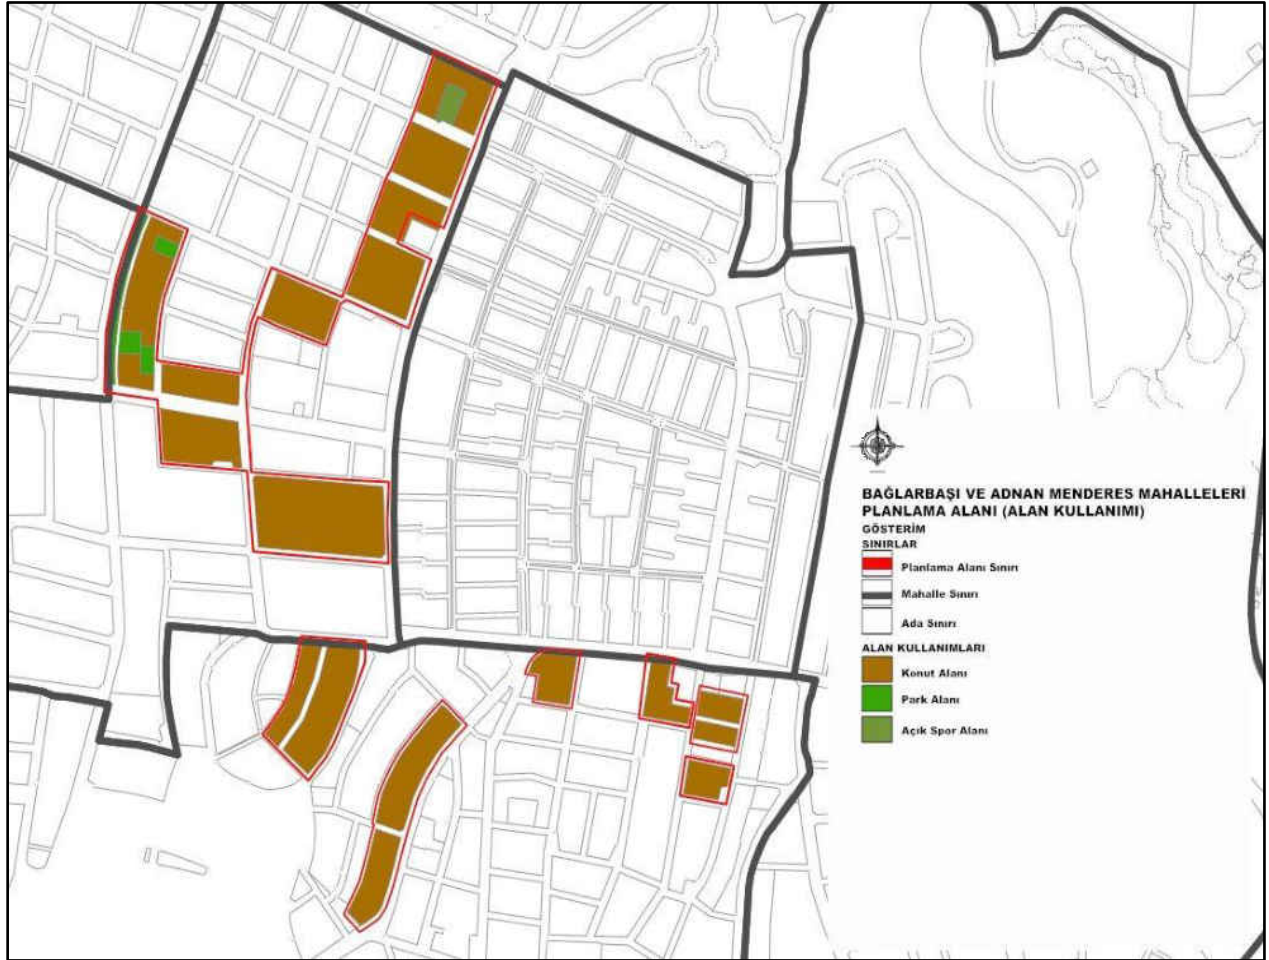 BAĞLARBAŞI VE ADNAN MENDERES MAHALLELERİ
PLANLAMA ALANI (ALAN KULLANIMI)
GÖSTERİM
SINIRLAR
Planlama Alanı Sınırı
Mahalle Sınırı
Ada Sınırı
ALAN KULLANIMLARI
Konut Alanı
Park Alanı
Açık Spor Alanı